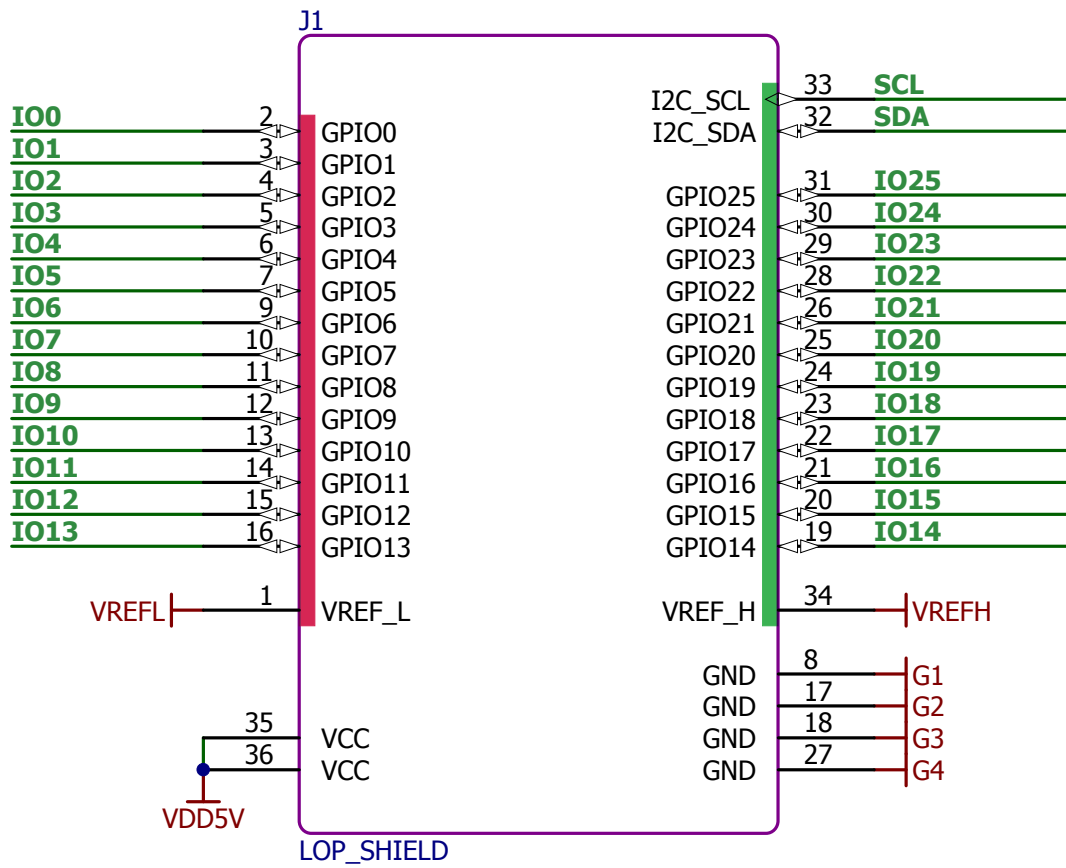 J1
IO0 2 GPIO0
IO1 3 GPIO1
IO2 4 GPIO2
IO3 5 GPIO3
IO4 6 GPIO4
IO5 7 GPIO5
IO6 9 GPIO6
IO7 10 GPIO7
IO8 11 GPIO8
IO9 12 GPIO9
IO10 13 GPIO10
IO11 14 GPIO11
IO12 15 GPIO12
IO13 16 GPIO13
VREFL 1 VREF_L
35 VCC
36 VCC
VDD5V
I2C_SCL 33 SCL
I2C_SDA 32 SDA
GPIO25 31 IO25
GPIO24 30 IO24
GPIO23 29 IO23
GPIO22 28 IO22
GPIO21 26 IO21
GPIO20 25 IO20
GPIO19 24 IO19
GPIO18 23 IO18
GPIO17 22 IO17
GPIO16 21 IO16
GPIO15 20 IO15
GPIO14 19 IO14
VREF_H 34 VREFH
GND 8 G1
GND 17 G2
GND 18 G3
GND 27 G4
LOP_SHIELD